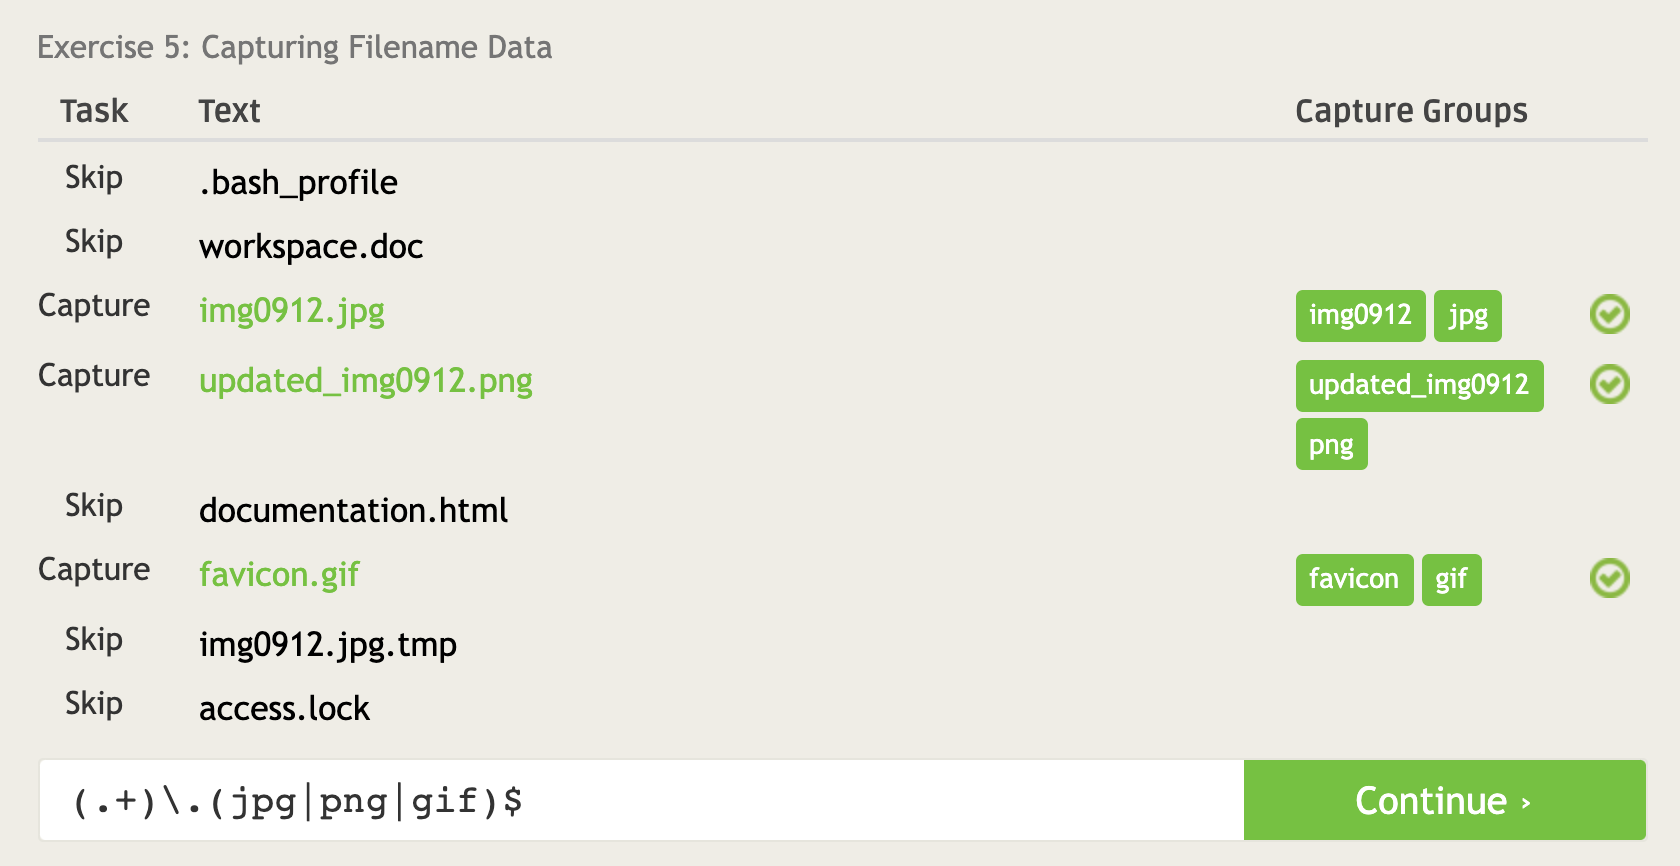 Exercise 5: Capturing Filename Data
Task Text Capture Groups
Skip .bash_profile
Skip workspace.doc
Capture img0912.jpg img0912 jpg
Capture updated_img0912.png updated_img0912
png
Skip documentation.html
Capture favicon.gif favicon gif
Skip img0912.jpg.tmp
Skip access.lock
(.+)\.(jpg|png|gif)$ Continue ›